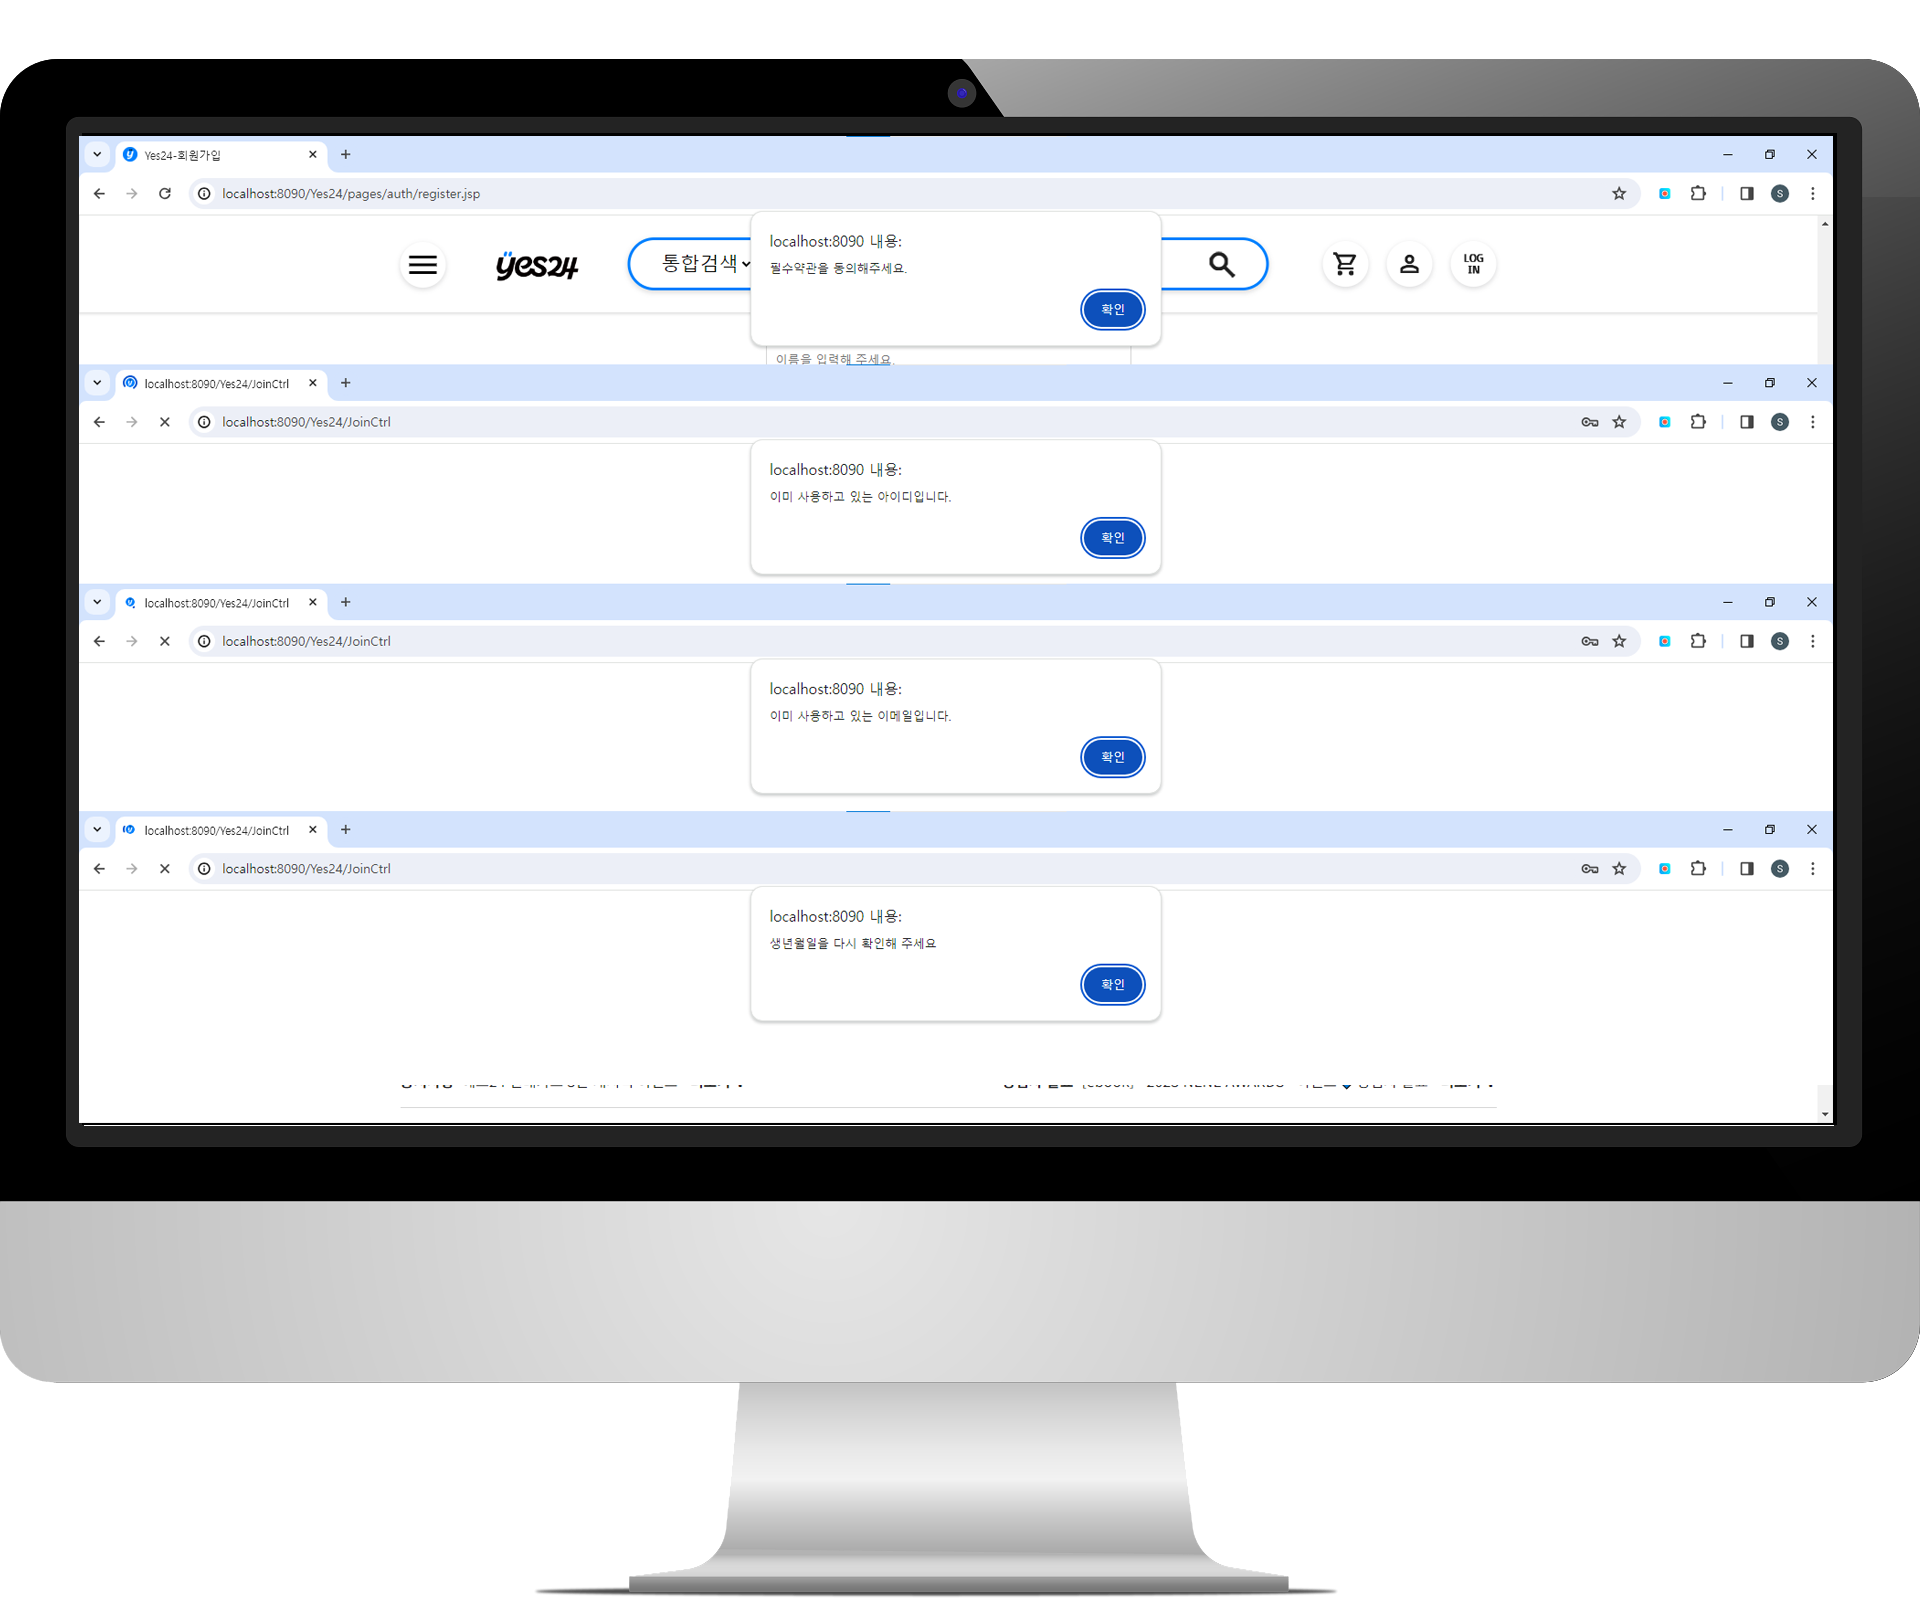 Yes24-회원가입
localhost:8090/Yes24/pages/auth/register.jsp
S
yes24
통합검색
LOG
IN
localhost:8090 내용:
필수약관을 동의해주세요.
확인
이름을 입력해 주세요.
localhost:8090/Yes24/JoinCtrl
localhost:8090/Yes24/JoinCtrl
S
localhost:8090 내용:
이미 사용하고 있는 아이디입니다.
확인
localhost:8090/Yes24/JoinCtrl
localhost:8090/Yes24/JoinCtrl
S
localhost:8090 내용:
이미 사용하고 있는 이메일입니다.
확인
localhost:8090/Yes24/JoinCtrl
localhost:8090/Yes24/JoinCtrl
S
localhost:8090 내용:
생년월일을 다시 확인해 주세요
확인